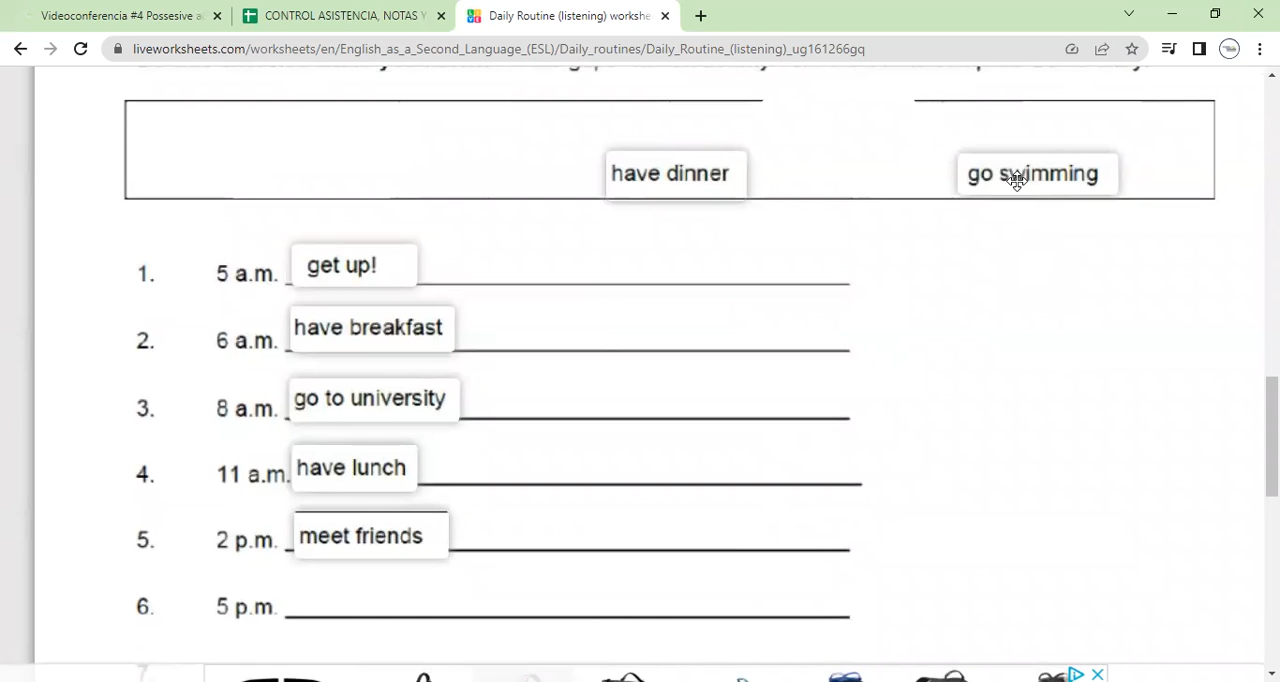 Videoconferencia #4 Possesive a
CONTROL ASISTENCIA, NOTAS Y
Daily Routine (listening) workshe
liveworksheets.com/worksheets/en/English_as_a_Second_Language_(ESL)/Daily_routines/Daily_Routine_(listening)_ug161266gq
have dinner
go swimming
1. 5 a.m. get up!
2. 6 a.m. have breakfast
3. 8 a.m. go to university
4. 11 a.m. have lunch
5. 2 p.m. meet friends
6. 5 p.m.